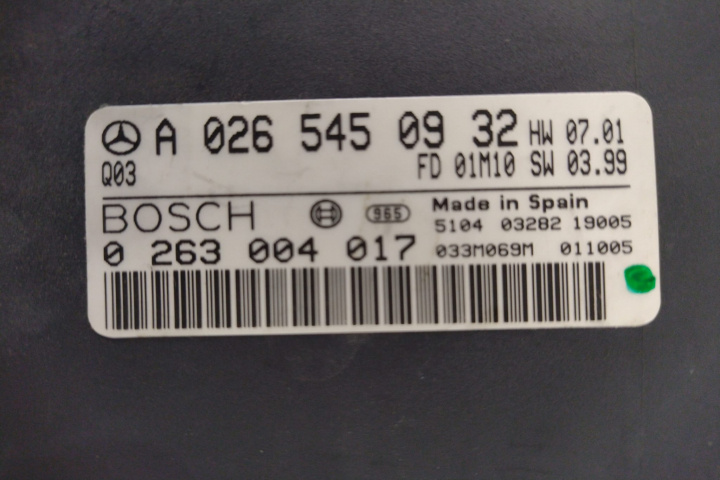 A 026 545 09 32 HW 07.01
Q03 FD 01M10 SW 03.99
BOSCH 965 Made in Spain
5104 03282 19005
0 263 004 017 033M069M 011005